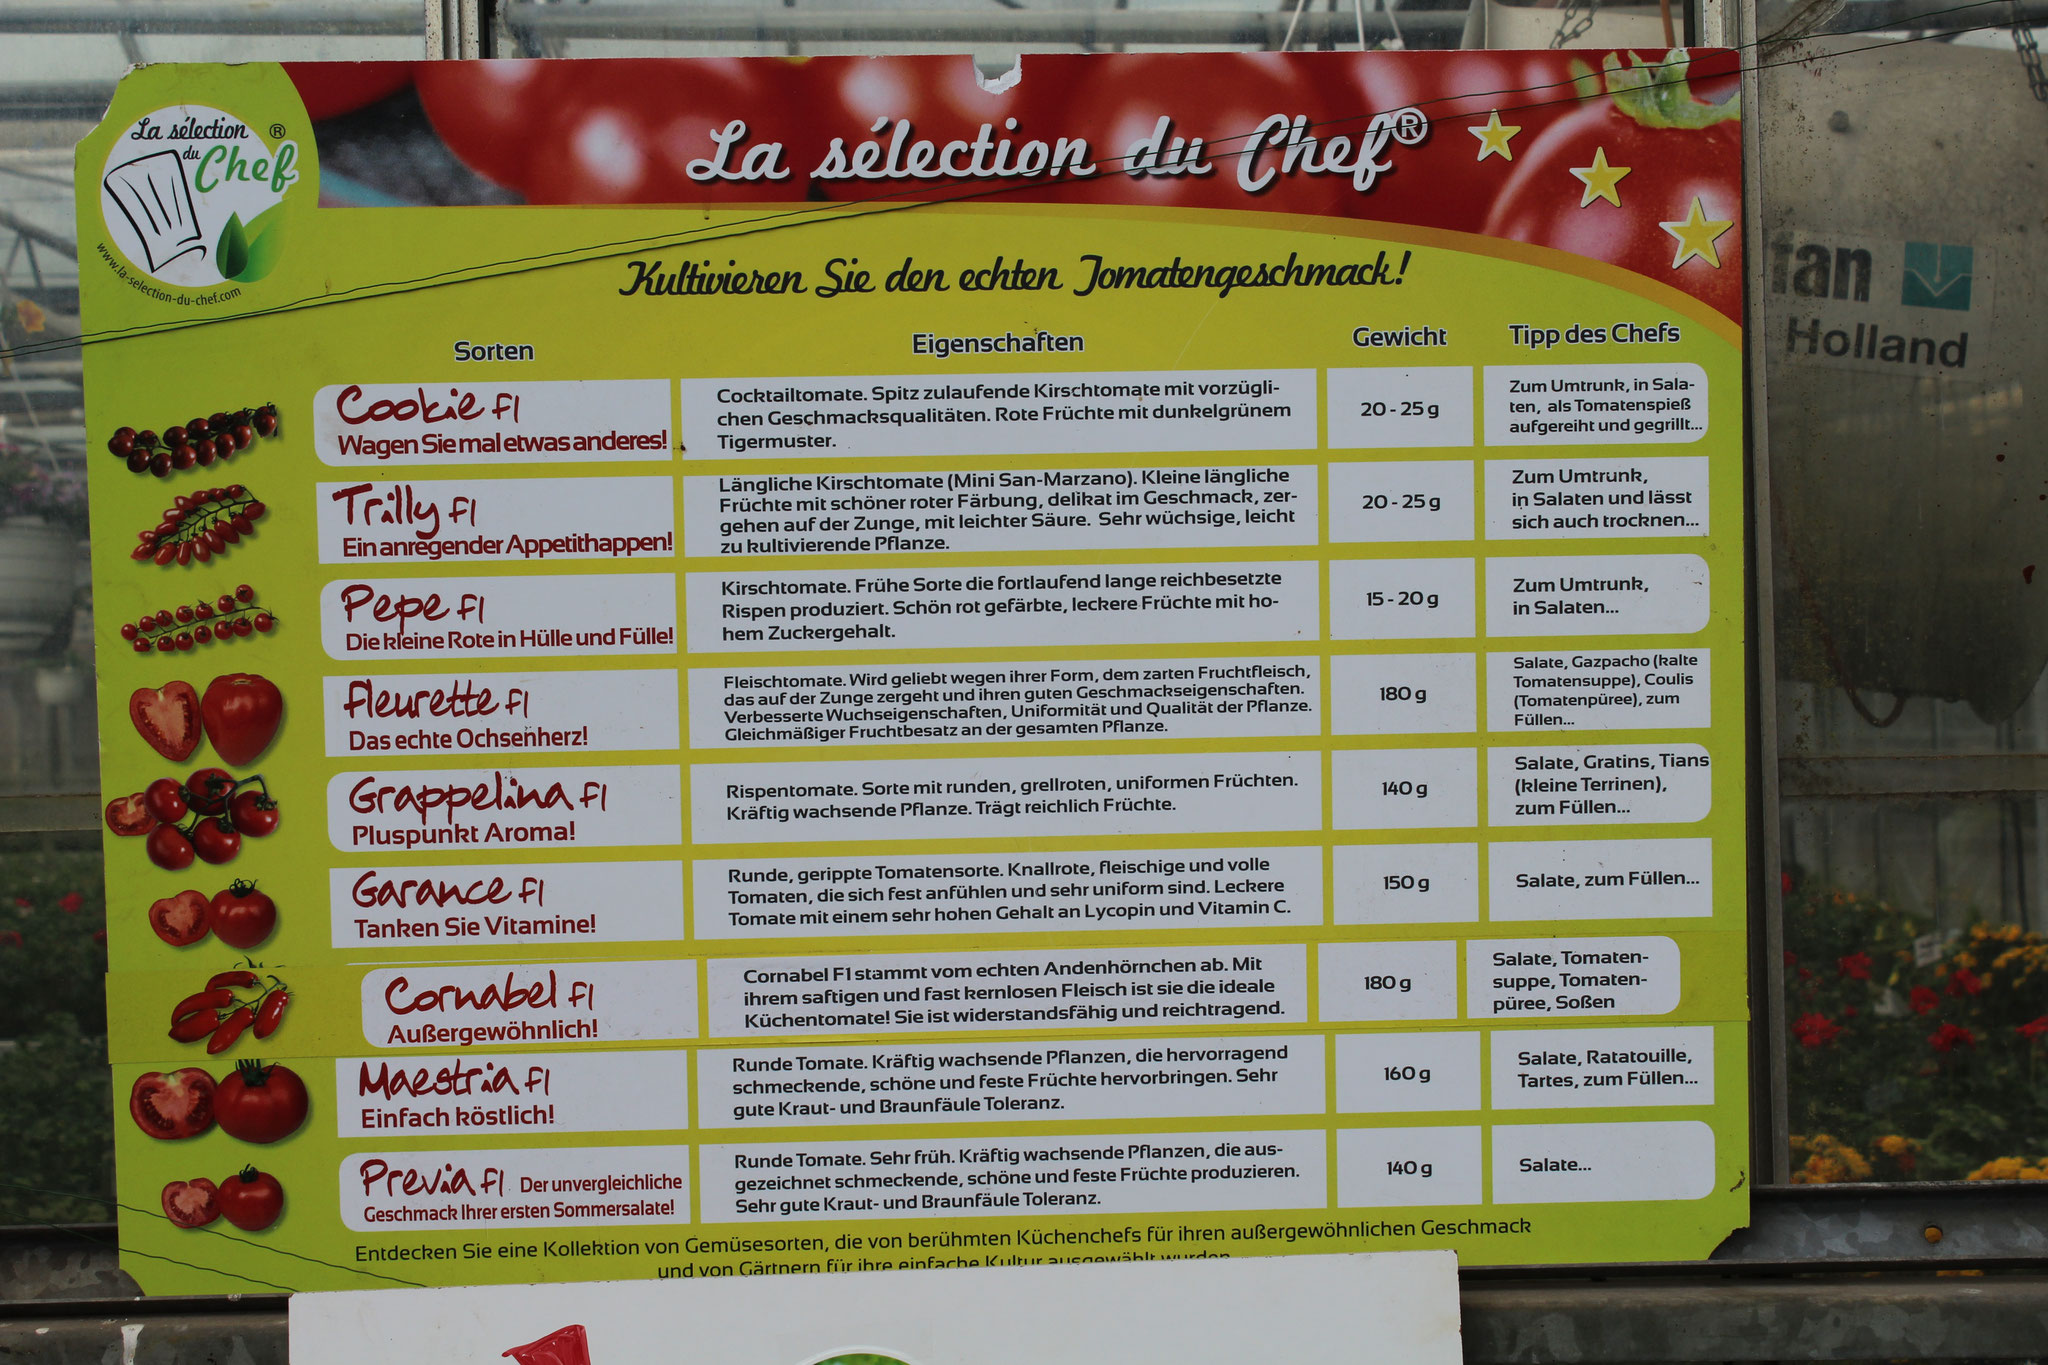 La sélection ®
du Chef
www.la-selection-du-chef.com
La sélection du Chef®
Kultivieren Sie den echten Tomatengeschmack!
Sorten
Eigenschaften
Gewicht
Tipp des Chefs
Cookie F1
Wagen Sie mal etwas anderes!
Cocktailtomate. Spitz zulaufende Kirschtomate mit vorzügli-
chen Geschmacksqualitäten. Rote Früchte mit dunkelgrünem
Tigermuster.
20 - 25 g
Zum Umtrunk, in Sala-
ten, als Tomatenspieß
aufgereiht und gegrillt...
Trilly F1
Ein anregender Appetithappen!
Längliche Kirschtomate (Mini San-Marzano). Kleine längliche
Früchte mit schöner roter Färbung, delikat im Geschmack, zer-
gehen auf der Zunge, mit leichter Säure. Sehr wüchsige, leicht
zu kultivierende Pflanze.
20 - 25 g
Zum Umtrunk,
in Salaten und lässt
sich auch trocknen...
Pepe F1
Die kleine Rote in Hülle und Fülle!
Kirschtomate. Frühe Sorte die fortlaufend lange reichbesetzte
Rispen produziert. Schön rot gefärbte, leckere Früchte mit ho-
hem Zuckergehalt.
15 - 20 g
Zum Umtrunk,
in Salaten...
Fleurette F1
Das echte Ochsenherz!
Fleischtomate. Wird geliebt wegen ihrer Form, dem zarten Fruchtfleisch,
das auf der Zunge zergeht und ihren guten Geschmackseigenschaften.
Verbesserte Wuchseigenschaften, Uniformität und Qualität der Pflanze.
Gleichmäßiger Fruchtbesatz an der gesamten Pflanze.
180 g
Salate, Gazpacho (kalte
Tomatensuppe), Coulis
(Tomatenpüree), zum
Füllen...
Grappelina F1
Pluspunkt Aroma!
Rispentomate. Sorte mit runden, grellroten, uniformen Früchten.
Kräftig wachsende Pflanze. Trägt reichlich Früchte.
140 g
Salate, Gratins, Tians
(kleine Terrinen),
zum Füllen...
Garance F1
Tanken Sie Vitamine!
Runde, gerippte Tomatensorte. Knallrote, fleischige und volle
Tomaten, die sich fest anfühlen und sehr uniform sind. Leckere
Tomate mit einem sehr hohen Gehalt an Lycopin und Vitamin C.
150 g
Salate, zum Füllen...
Cornabel F1
Außergewöhnlich!
Cornabel F1 stammt vom echten Andenhörnchen ab. Mit
ihrem saftigen und fast kernlosen Fleisch ist sie die ideale
Küchentomate! Sie ist widerstandsfähig und reichtragend.
180 g
Salate, Tomaten-
suppe, Tomaten-
püree, Soßen
Maestria F1
Einfach köstlich!
Runde Tomate. Kräftig wachsende Pflanzen, die hervorragend
schmeckende, schöne und feste Früchte hervorbringen. Sehr
gute Kraut- und Braunfäule Toleranz.
160 g
Salate, Ratatouille,
Tartes, zum Füllen...
Previa F1 Der unvergleichliche
Geschmack Ihrer ersten Sommersalate!
Runde Tomate. Sehr früh. Kräftig wachsende Pflanzen, die aus-
gezeichnet schmeckende, schöne und feste Früchte produzieren.
Sehr gute Kraut- und Braunfäule Toleranz.
140 g
Salate...
Entdecken Sie eine Kollektion von Gemüsesorten, die von berühmten Küchenchefs für ihren außergewöhnlichen Geschmack
und von Gärtnern für ihre einfache Kultur ausgewählt wurden
fan
Holland